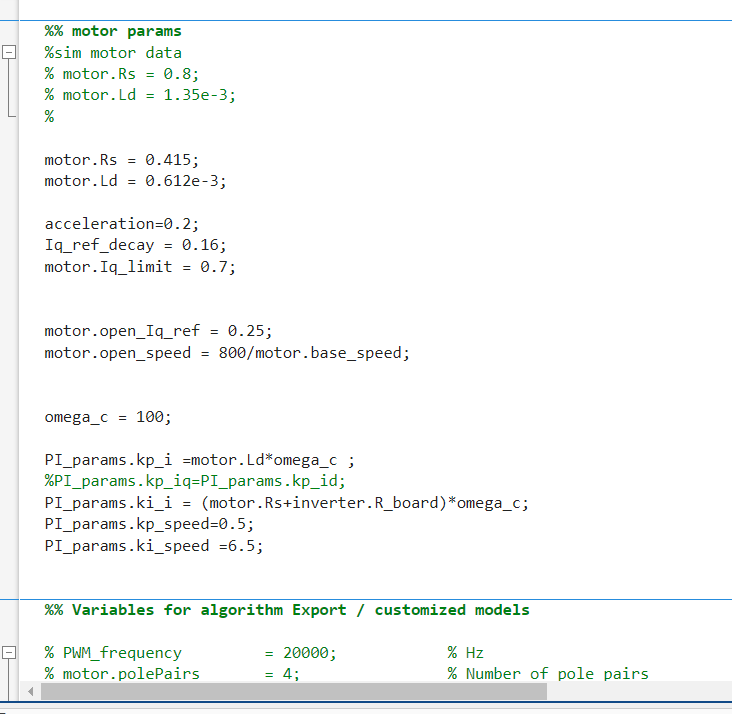 %% motor params
%sim motor data
% motor.Rs = 0.8;
% motor.Ld = 1.35e-3;
%
motor.Rs = 0.415;
motor.Ld = 0.612e-3;
acceleration=0.2;
Iq_ref_decay = 0.16;
motor.Iq_limit = 0.7;
motor.open_Iq_ref = 0.25;
motor.open_speed = 800/motor.base_speed;
omega_c = 100;
PI_params.kp_i =motor.Ld*omega_c ;
%PI_params.kp_iq=PI_params.kp_id;
PI_params.ki_i = (motor.Rs+inverter.R_board)*omega_c;
PI_params.kp_speed=0.5;
PI_params.ki_speed =6.5;
%% Variables for algorithm Export / customized models
% PWM_frequency         = 20000;            % Hz
% motor.polePairs       = 4;                % Number of pole pairs